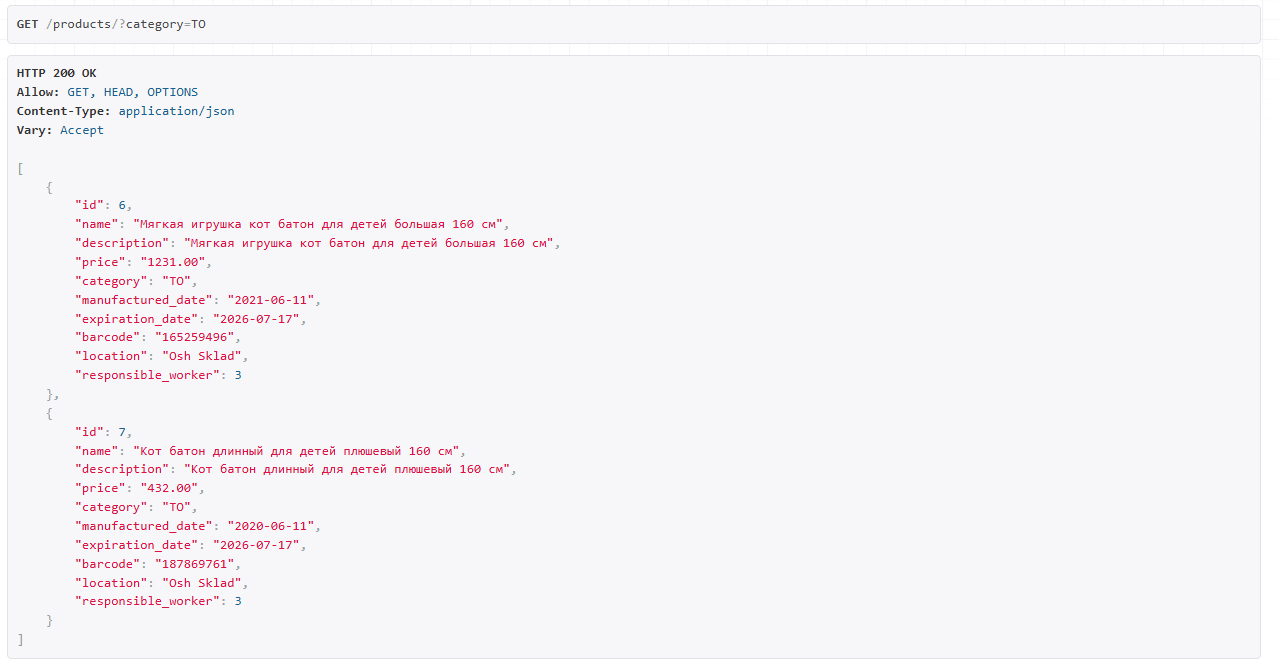 GET /products/?category=TO
HTTP 200 OK
Allow: GET, HEAD, OPTIONS
Content-Type: application/json
Vary: Accept
[
    {
        "id": 6,
        "name": "Мягкая игрушка кот батон для детей большая 160 см",
        "description": "Мягкая игрушка кот батон для детей большая 160 см",
        "price": "1231.00",
        "category": "TO",
        "manufactured_date": "2021-06-11",
        "expiration_date": "2026-07-17",
        "barcode": "165259496",
        "location": "Osh Sklad",
        "responsible_worker": 3
    },
    {
        "id": 7,
        "name": "Кот батон длинный для детей плюшевый 160 см",
        "description": "Кот батон длинный для детей плюшевый 160 см",
        "price": "432.00",
        "category": "TO",
        "manufactured_date": "2020-06-11",
        "expiration_date": "2026-07-17",
        "barcode": "187869761",
        "location": "Osh Sklad",
        "responsible_worker": 3
    }
]